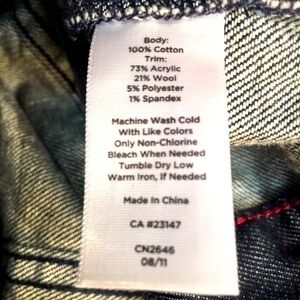 Body:
100% Cotton
Trim:
73% Acrylic
21% Wool
5% Polyester
1% Spandex
Machine Wash Cold
With Like Colors
Only Non-Chlorine
Bleach When Needed
Tumble Dry Low
Warm Iron, If Needed
Made In China
CA #23147
CN2646
08/11